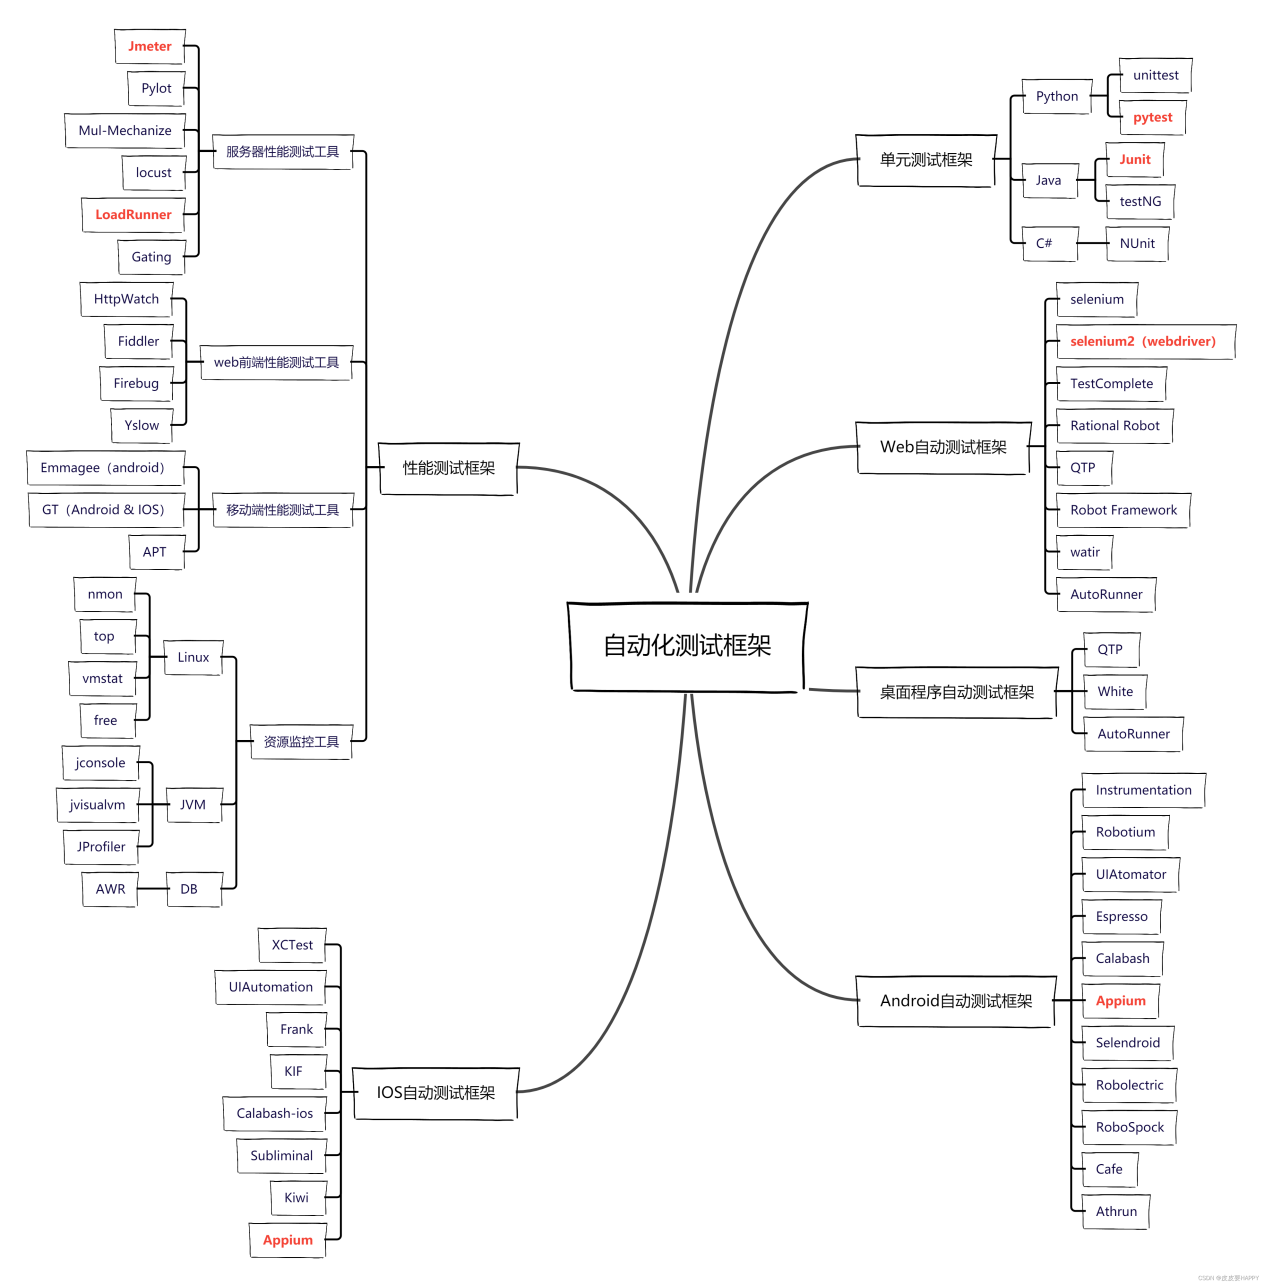 自动化测试框架
单元测试框架
Python
unittest
pytest
Java
Junit
testNG
C#
NUnit
Web自动测试框架
selenium
selenium2（webdriver）
TestComplete
Rational Robot
QTP
Robot Framework
watir
AutoRunner
桌面程序自动测试框架
QTP
White
AutoRunner
Android自动测试框架
Instrumentation
Robotium
UIAtomator
Espresso
Calabash
Appium
Selendroid
Robolectric
RoboSpock
Cafe
Athrun
性能测试框架
服务器性能测试工具
Jmeter
Pylot
Mul-Mechanize
locust
LoadRunner
Gating
web前端性能测试工具
HttpWatch
Fiddler
Firebug
Yslow
移动端性能测试工具
Emmagee（android）
GT（Android & IOS）
APT
资源监控工具
Linux
nmon
top
vmstat
free
JVM
jconsole
jvisualvm
JProfiler
DB
AWR
IOS自动测试框架
XCTest
UIAutomation
Frank
KIF
Calabash-ios
Subliminal
Kiwi
Appium